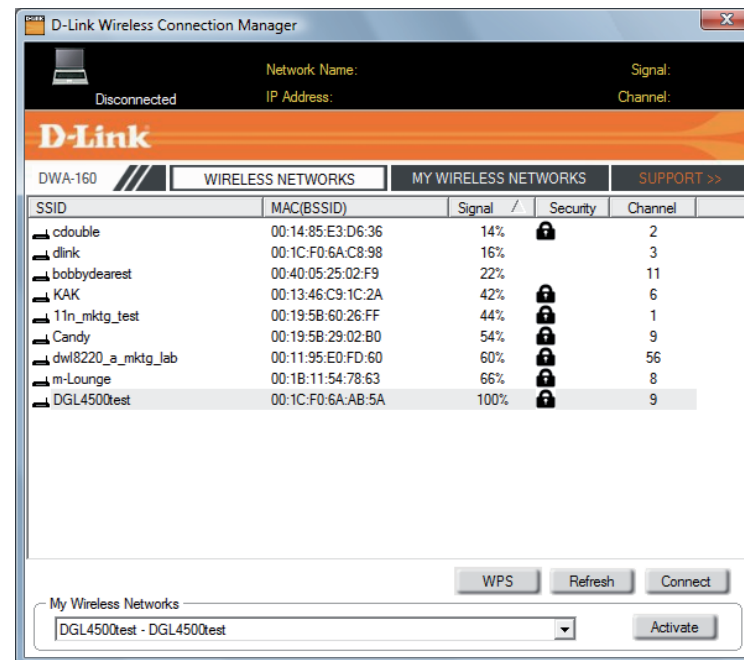 D-Link Wireless Connection Manager
Network Name: Signal:
Disconnected IP Address: Channel:
D-Link
DWA-160 WIRELESS NETWORKS MY WIRELESS NETWORKS SUPPORT >>
SSID MAC(BSSID) Signal Security Channel
cdouble 00:14:85:E3:D6:36 14% 2
dlink 00:1C:F0:6A:C8:98 16% 3
bobbydearest 00:40:05:25:02:F9 22% 11
KAK 00:13:46:C9:1C:2A 42% 6
11n_mktg_test 00:19:5B:60:26:FF 44% 1
Candy 00:19:5B:29:02:B0 54% 9
dwl8220_a_mktg_lab 00:11:95:E0:FD:60 60% 56
m-Lounge 00:1B:11:54:78:63 66% 8
DGL4500test 00:1C:F0:6A:AB:5A 100% 9
WPS Refresh Connect
My Wireless Networks
DGL4500test - DGL4500test Activate